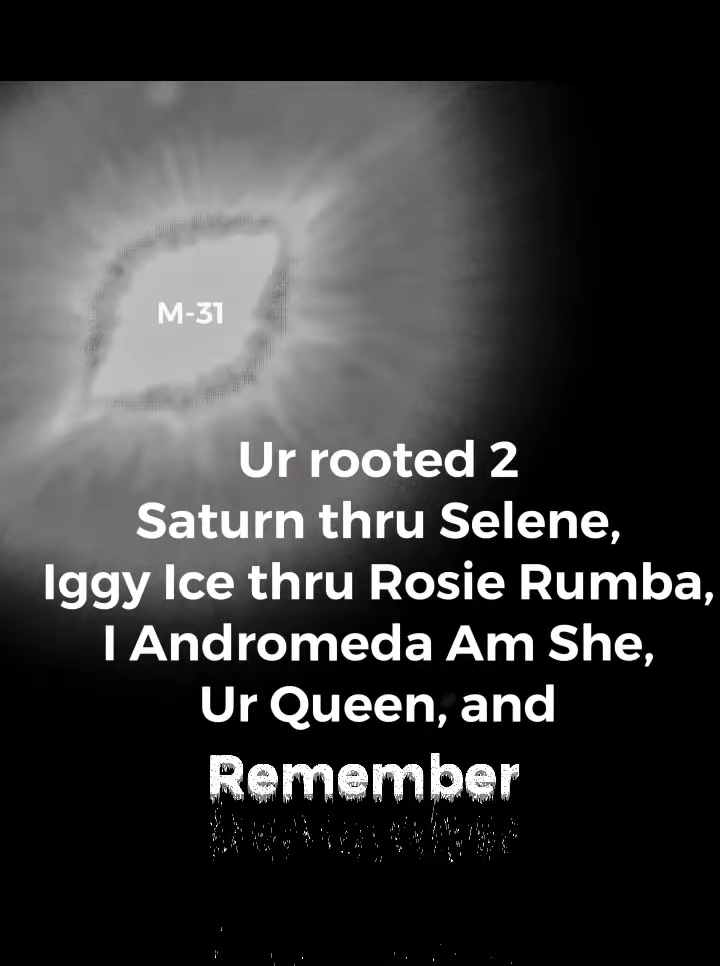 M-31
Ur rooted 2
Saturn thru Selene,
Iggy Ice thru Rosie Rumba,
I Andromeda Am She,
Ur Queen, and
Remember